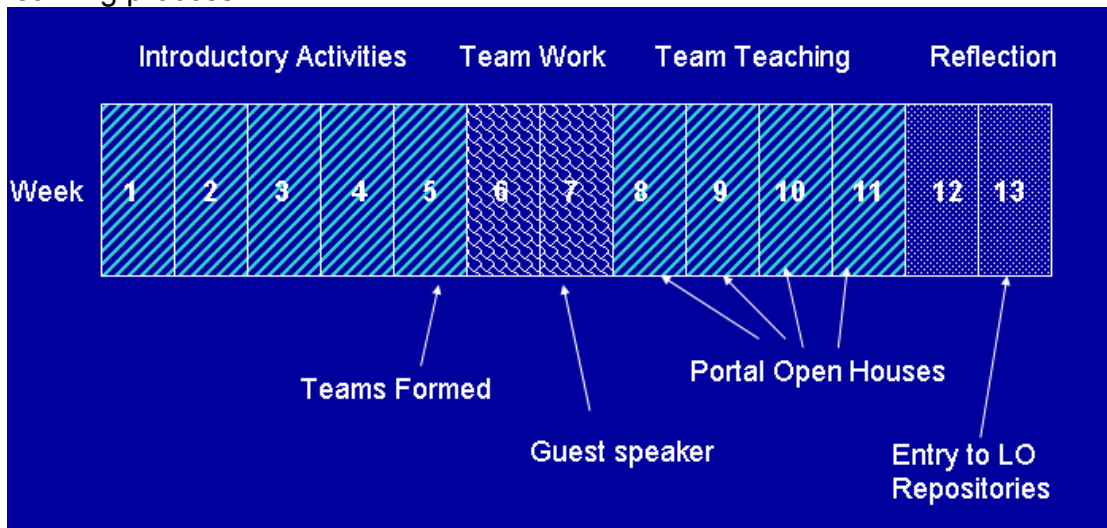 Introductory Activities Team Work Team Teaching Reflection
Week 1 2 3 4 5 6 7 8 9 10 11 12 13
Teams Formed
Portal Open Houses
Guest speaker
Entry to LO
Repositories